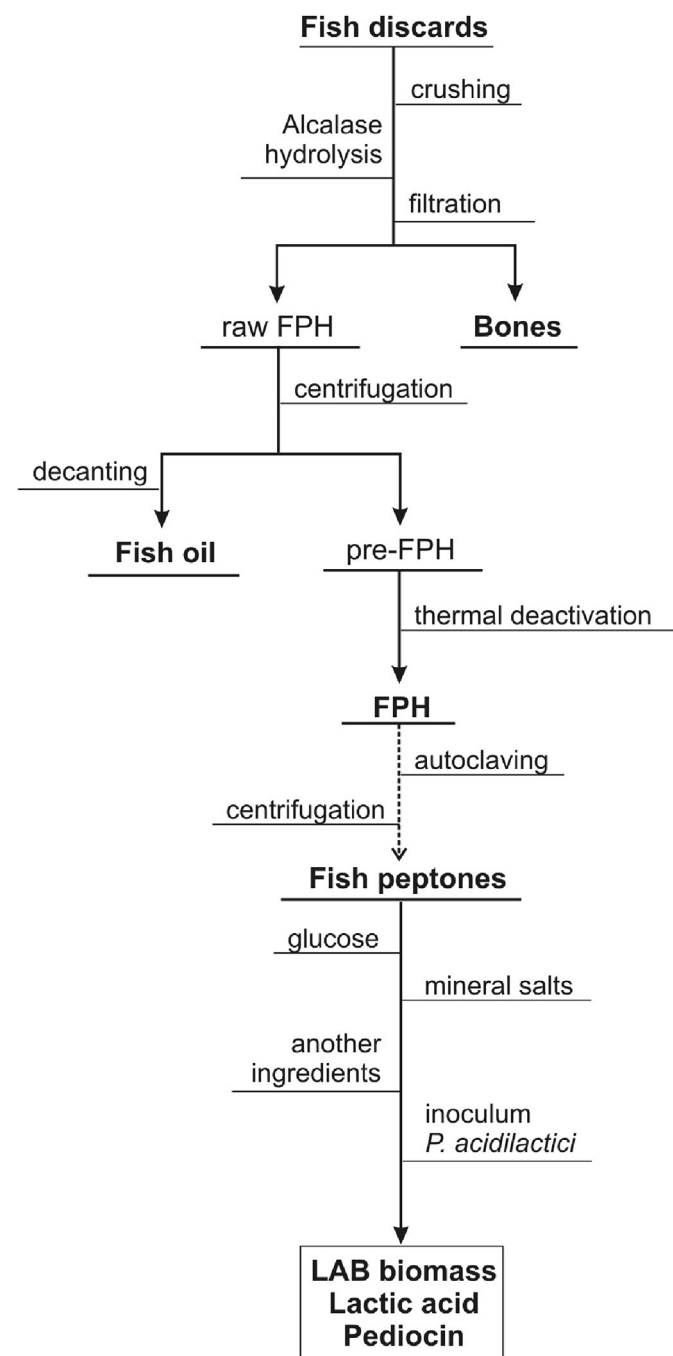 Fish discards
crushing
Alcalase
hydrolysis
filtration
raw FPH
Bones
centrifugation
decanting
Fish oil
pre-FPH
thermal deactivation
FPH
autoclaving
centrifugation
Fish peptones
glucose
mineral salts
another
ingredients
inoculum
P. acidilactici
LAB biomass
Lactic acid
Pediocin